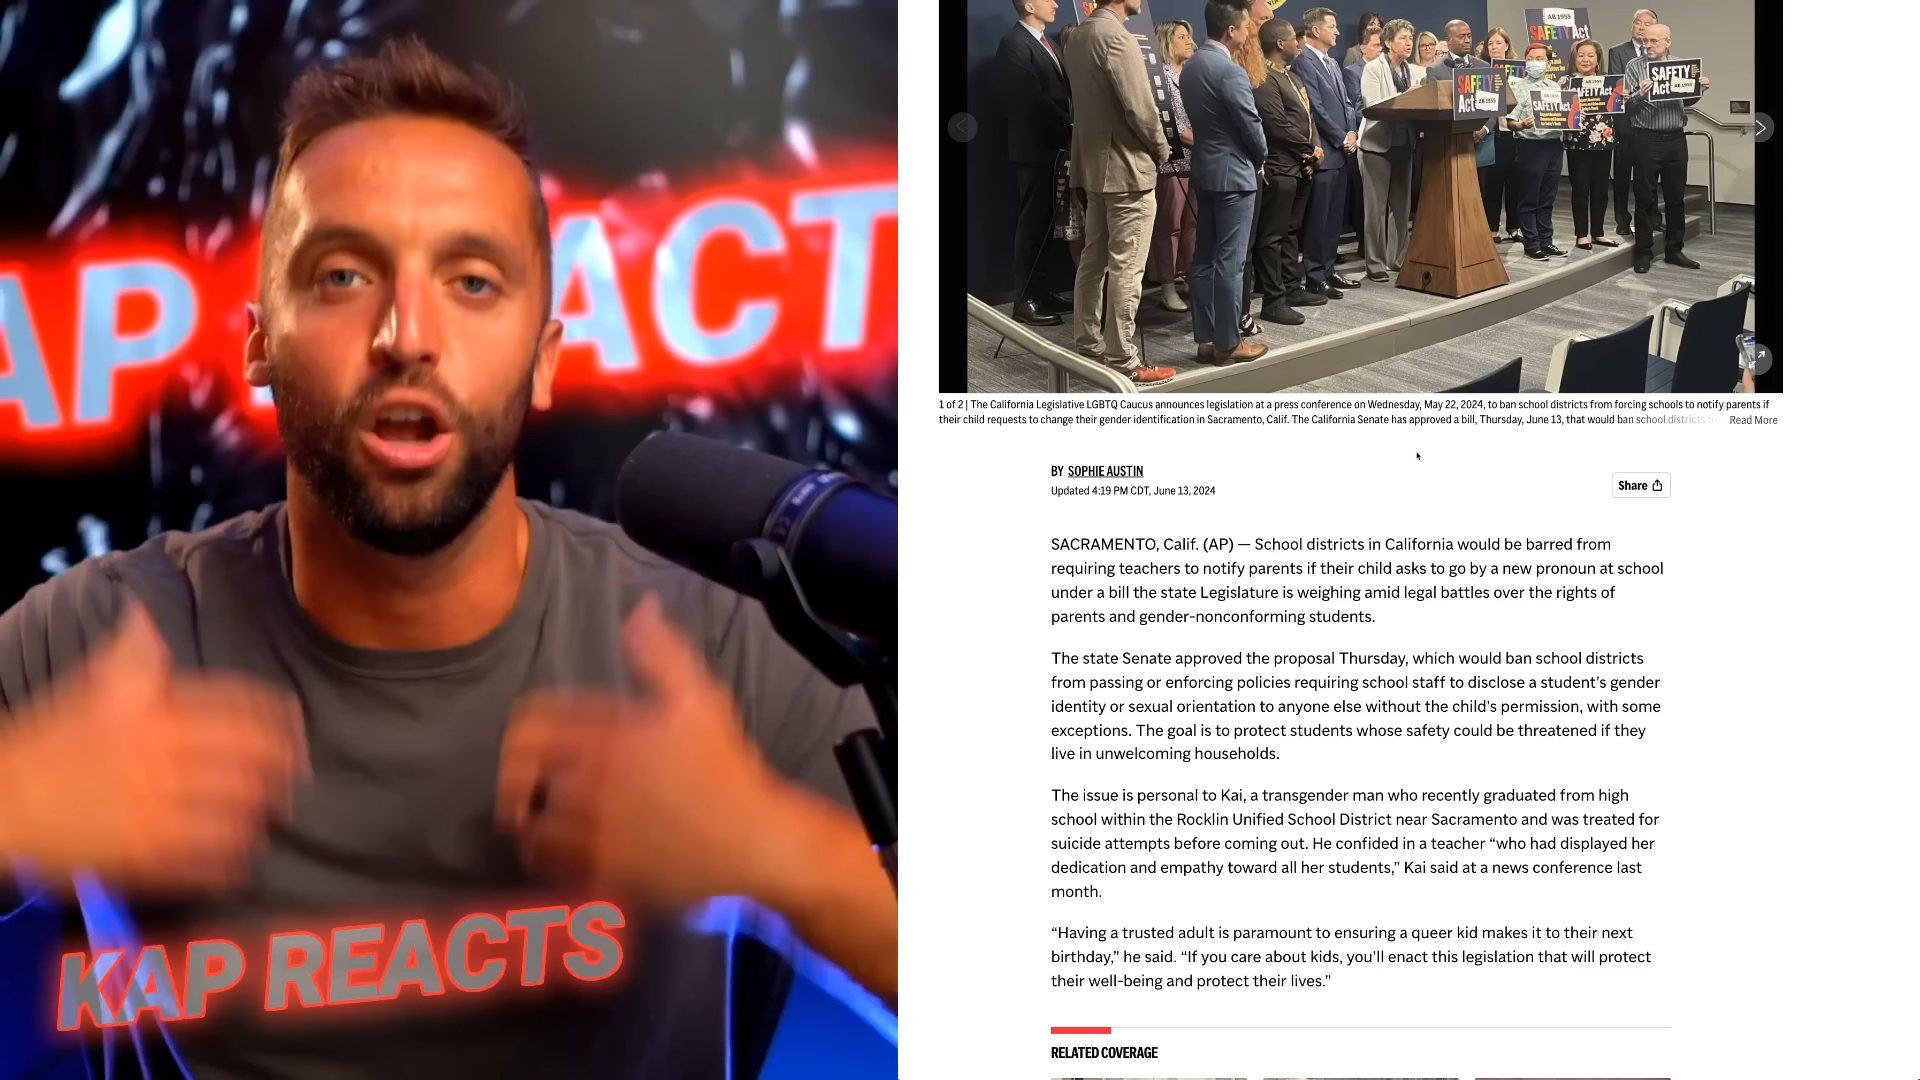 AP REACT
KAP REACTS
AB 1955
SAFETY Act
SAFETY
Act AB 1955
SAFETY Act
SAFETY
Act AB 1955
1 of 2 | The California Legislative LGBTQ Caucus announces legislation at a press conference on Wednesday, May 22, 2024, to ban school districts from forcing schools to notify parents if
their child requests to change their gender identification in Sacramento, Calif. The California Senate has approved a bill, Thursday, June 13, that would ban school districts Read More
BY SOPHIE AUSTIN
Updated 4:19 PM CDT, June 13, 2024
Share
SACRAMENTO, Calif. (AP) — School districts in California would be barred from
requiring teachers to notify parents if their child asks to go by a new pronoun at school
under a bill the state Legislature is weighing amid legal battles over the rights of
parents and gender-nonconforming students.
The state Senate approved the proposal Thursday, which would ban school districts
from passing or enforcing policies requiring school staff to disclose a student’s gender
identity or sexual orientation to anyone else without the child’s permission, with some
exceptions. The goal is to protect students whose safety could be threatened if they
live in unwelcoming households.
The issue is personal to Kai, a transgender man who recently graduated from high
school within the Rocklin Unified School District near Sacramento and was treated for
suicide attempts before coming out. He confided in a teacher “who had displayed her
dedication and empathy toward all her students,” Kai said at a news conference last
month.
“Having a trusted adult is paramount to ensuring a queer kid makes it to their next
birthday,” he said. “If you care about kids, you’ll enact this legislation that will protect
their well-being and protect their lives.”
RELATED COVERAGE